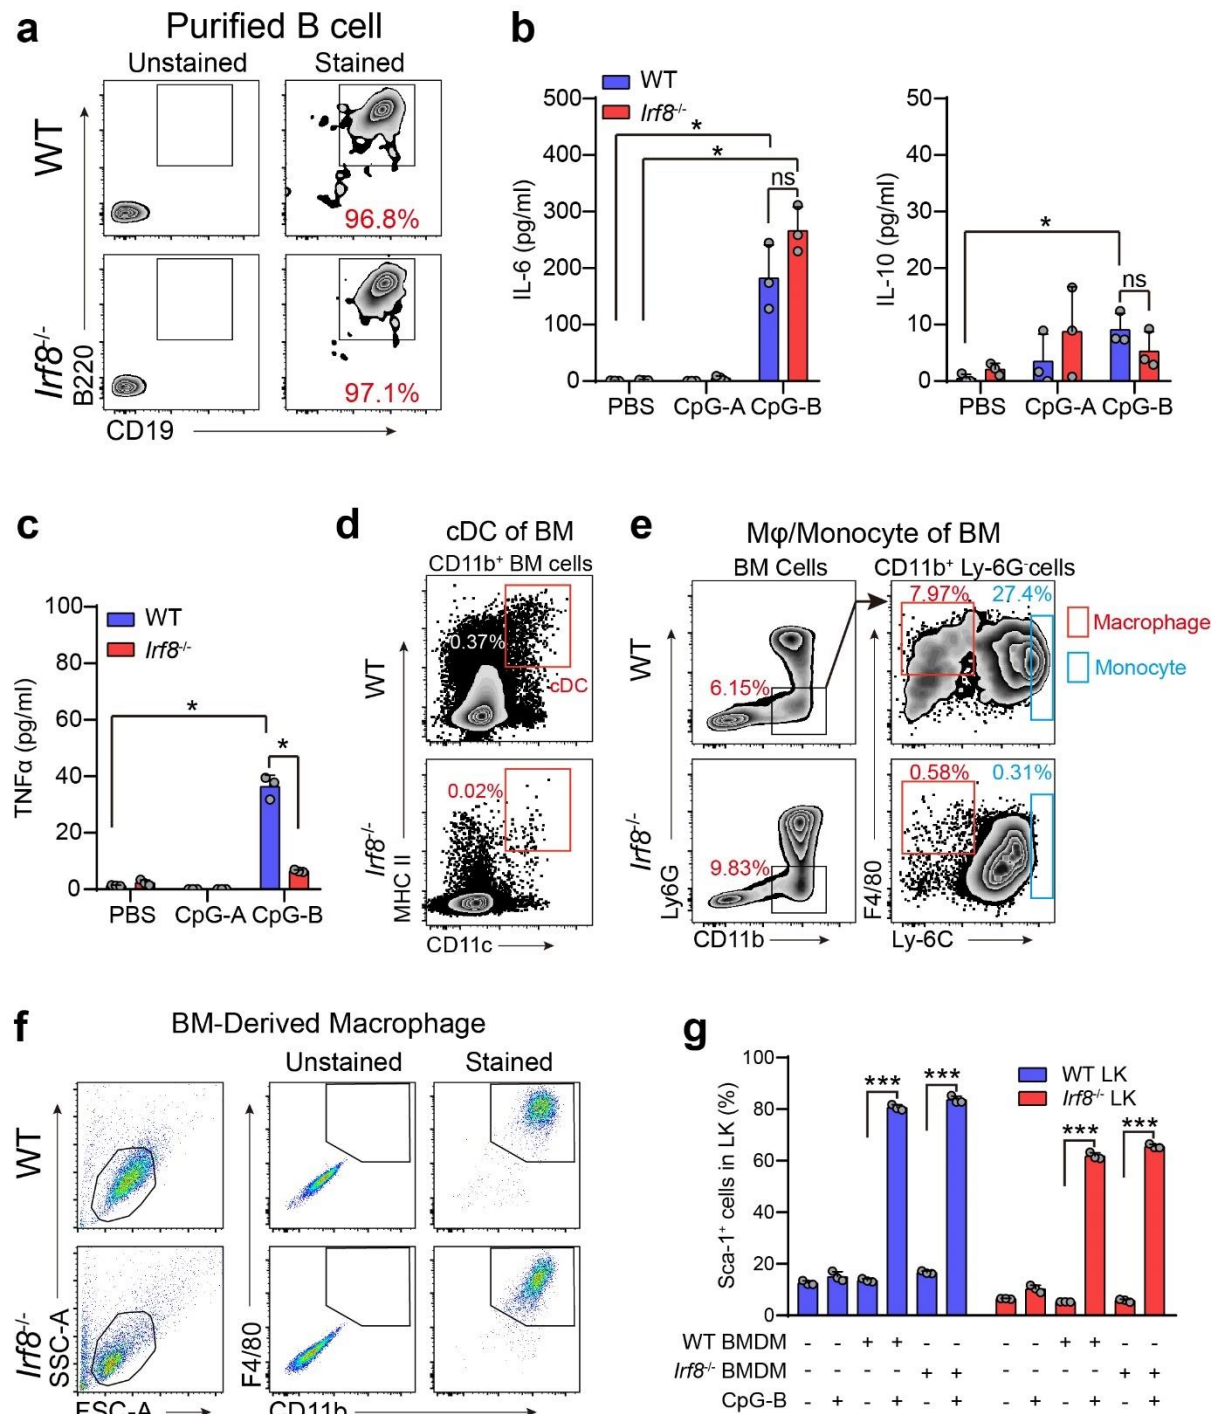 a
Purified B cell
Unstained
Stained
WT
96.8%
Irf8-/-
B220
97.1%
CD19
b
WT
Irf8-/-
IL-6 (pg/ml)
500
400
300
200
100
0
*
*
ns
PBS
CpG-A
CpG-B
IL-10 (pg/ml)
50
40
30
20
10
0
*
ns
PBS
CpG-A
CpG-B
c
WT
Irf8-/-
TNFα (pg/ml)
100
80
60
40
20
0
*
*
PBS
CpG-A
CpG-B
d
cDC of BM
CD11b+ BM cells
WT
0.37%
cDC
Irf8-/-
MHC II
0.02%
CD11c
e
Mφ/Monocyte of BM
BM Cells
CD11b+ Ly-6G- cells
WT
6.15%
7.97%
27.4%
Macrophage
Monocyte
Irf8-/-
Ly6G
9.83%
CD11b
F4/80
0.58%
0.31%
Ly-6C
f
BM-Derived Macrophage
Unstained
Stained
WT
Irf8-/-
SSC-A
FSC-A
F4/80
CD11b
g
WT LK
Irf8-/- LK
Sca-1+ cells in LK (%)
100
80
60
40
20
0
***
***
***
***
WT BMDM - - + + - - - - + + - -
Irf8-/- BMDM - - - - + + - - - - + +
CpG-B - + - + - + - + - + - +